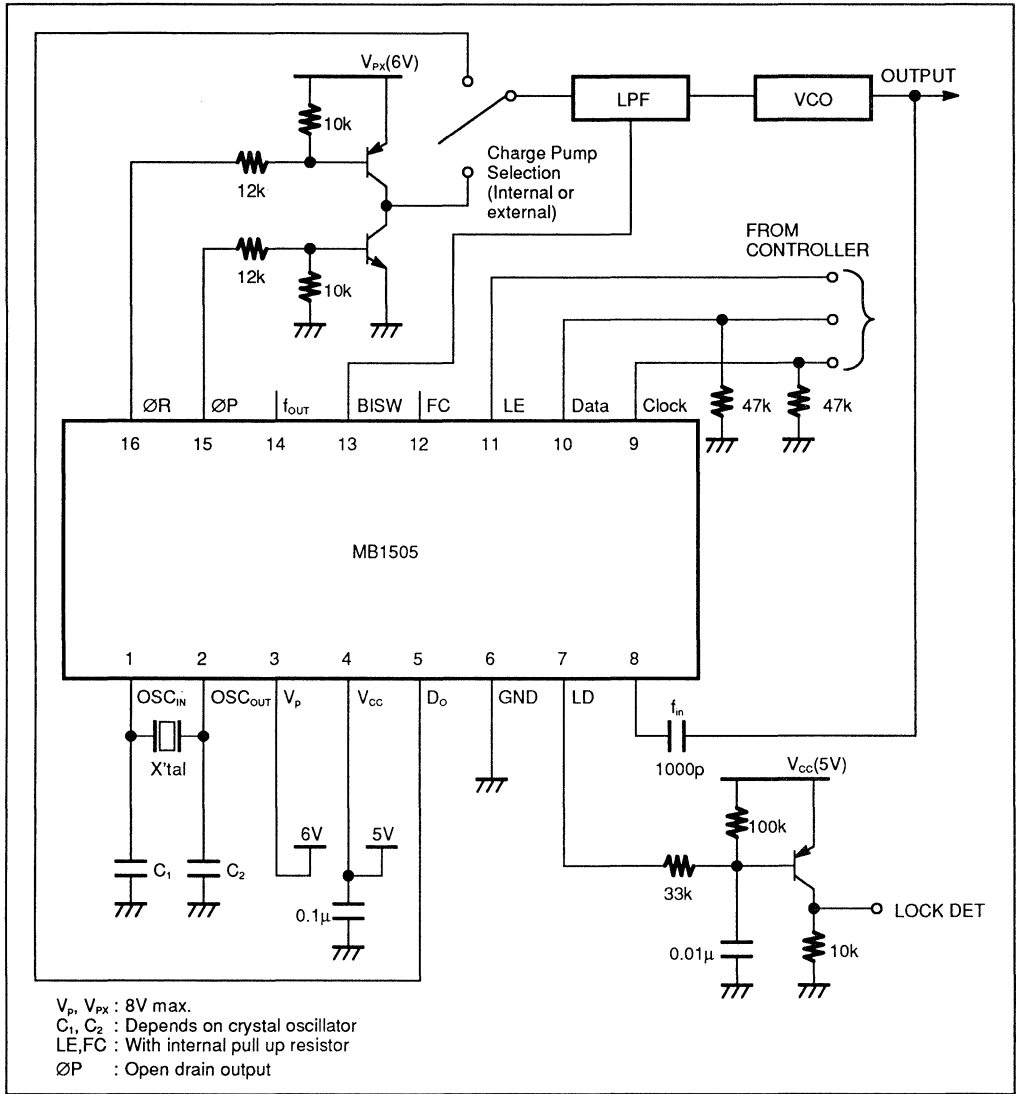 V_PX(6V)
OUTPUT
LPF
VCO
10k
12k
Charge Pump
Selection
(Internal or
external)
12k
10k
FROM
CONTROLLER
47k
47k
ØR
ØP
f_OUT
BISW
FC
LE
Data
Clock
16
15
14
13
12
11
10
9
MB1505
1
2
3
4
5
6
7
8
OSC_IN
OSC_OUT
V_p
V_CC
D_O
GND
LD
f_in
X'tal
1000p
V_CC(5V)
6V
5V
100k
C₁
C₂
33k
0.1µ
LOCK DET
0.01µ
10k
V_p, V_PX : 8V max.
C₁, C₂ : Depends on crystal oscillator
LE,FC : With internal pull up resistor
ØP : Open drain output